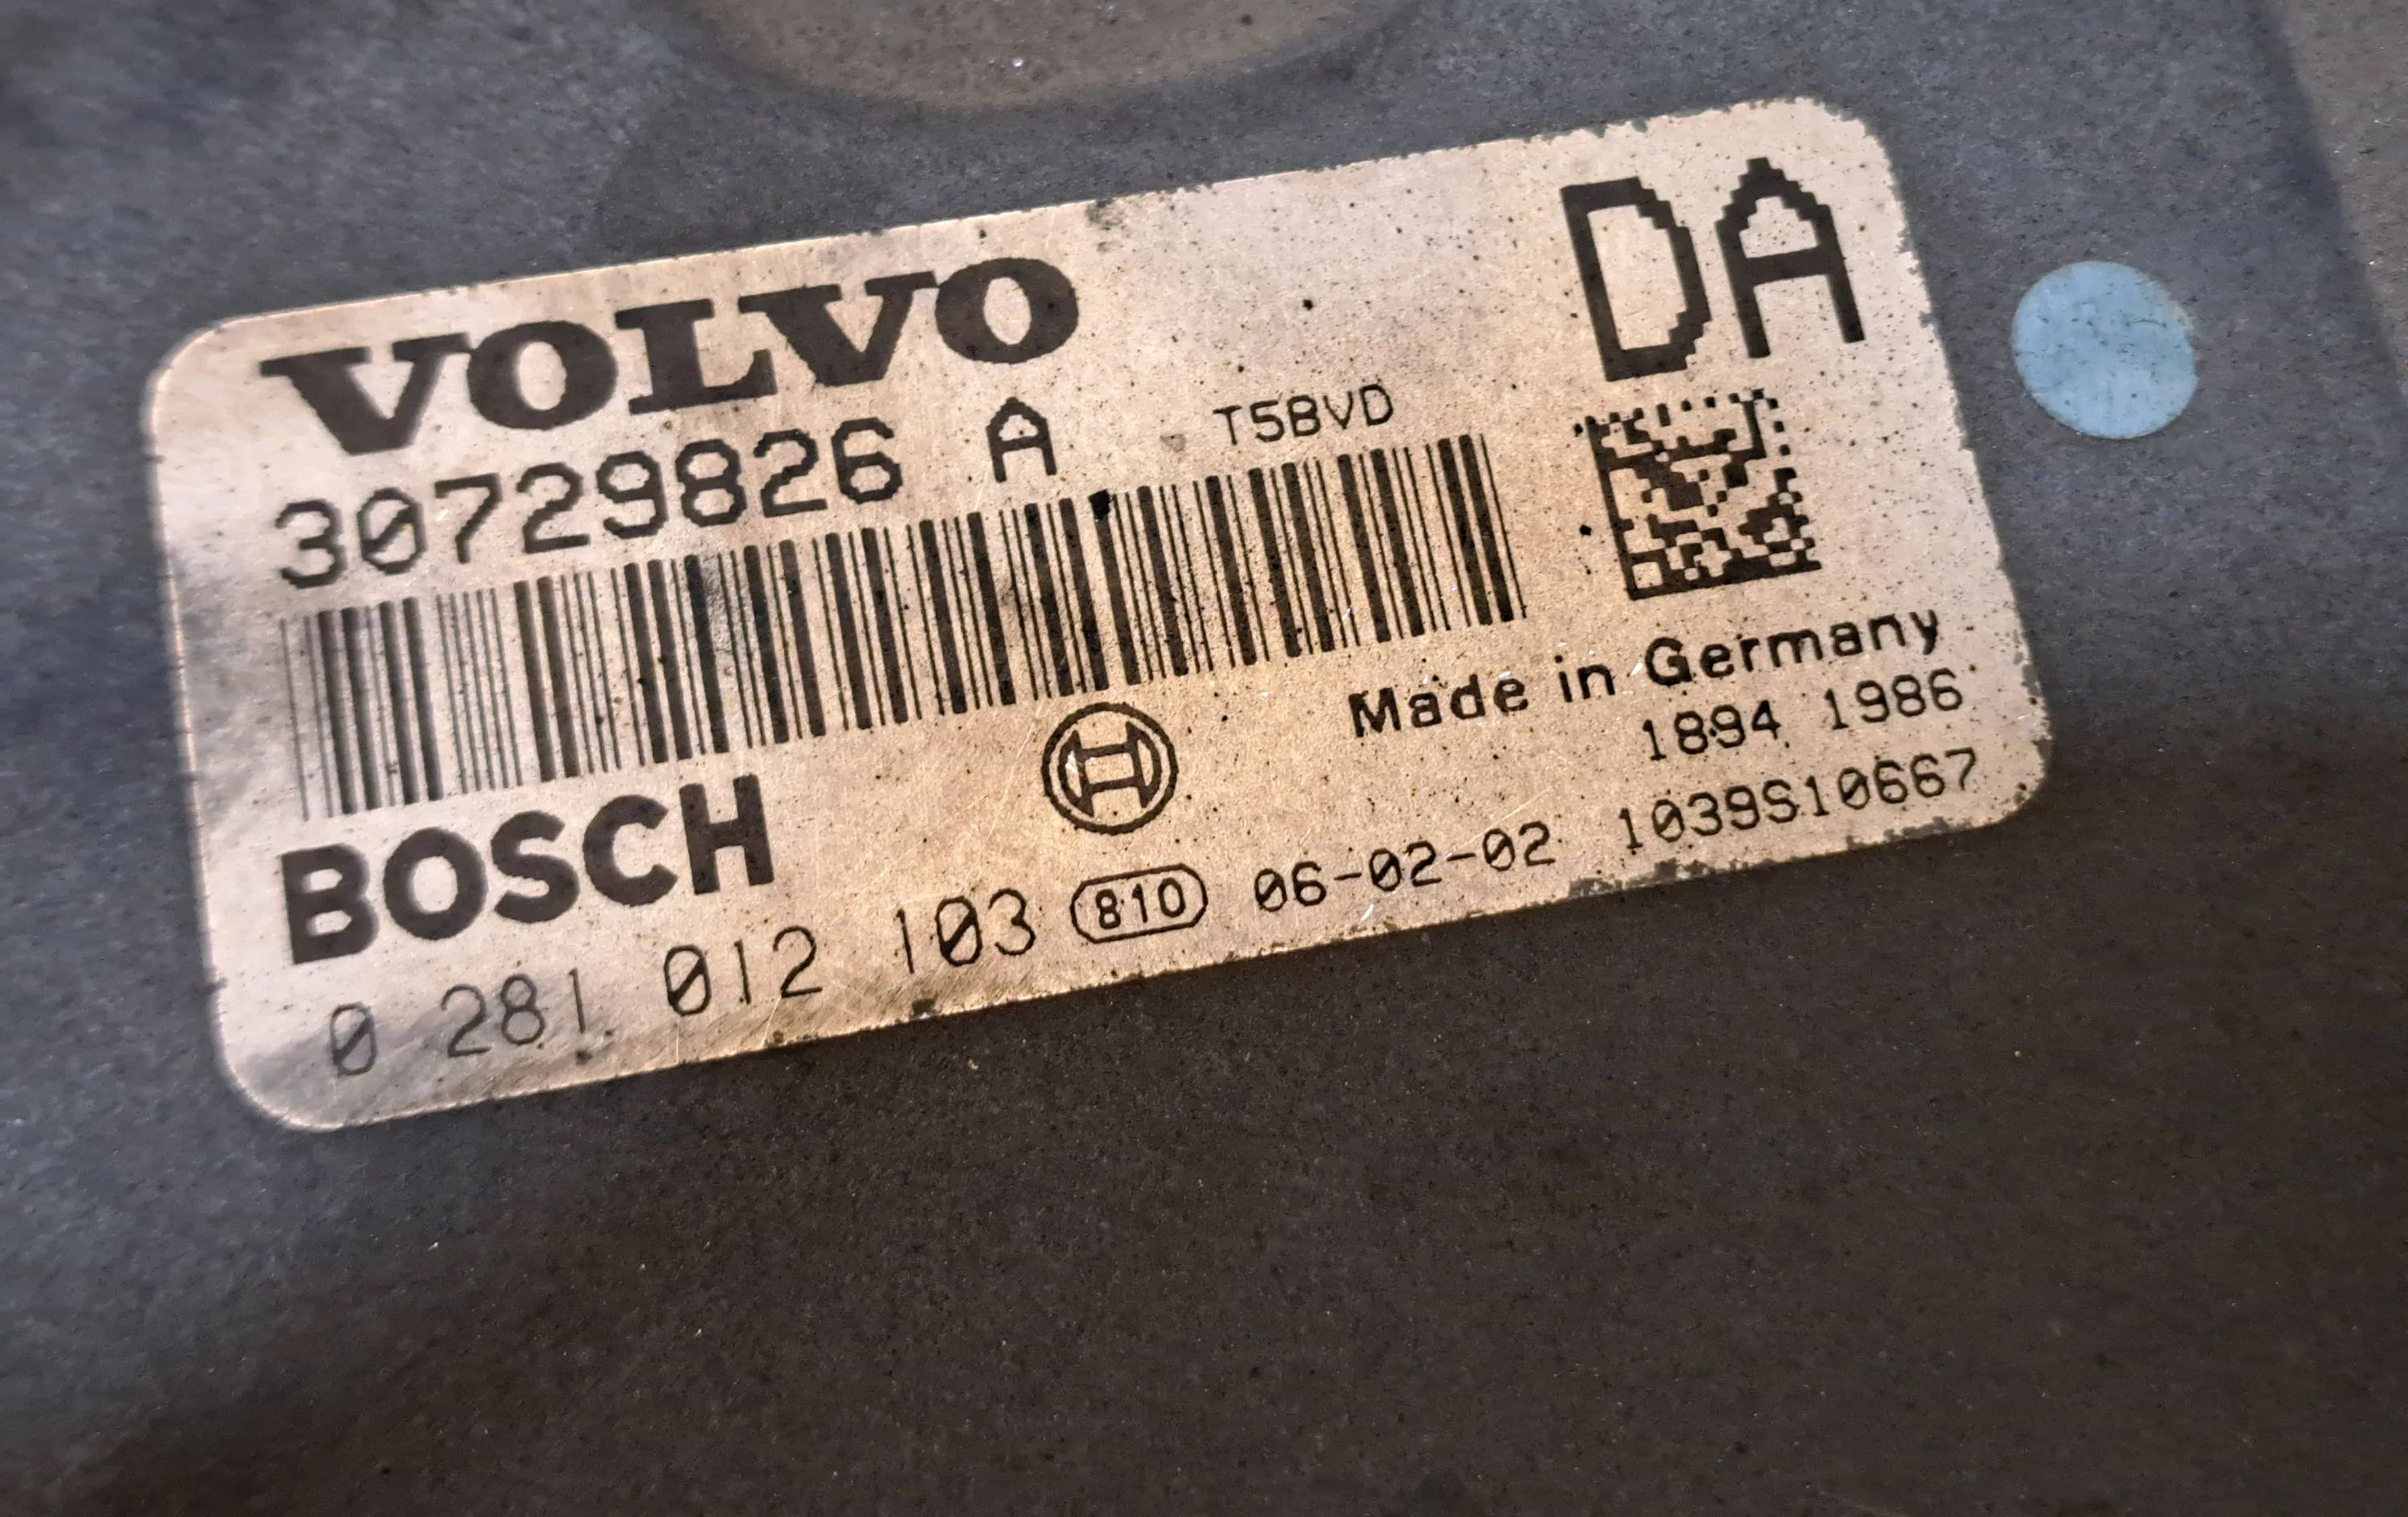 VOLVO
DA
30729826 A
T5BVD
Made in Germany
1894 1986
BOSCH
0 281 012 103 810 06-02-02 1039S10667